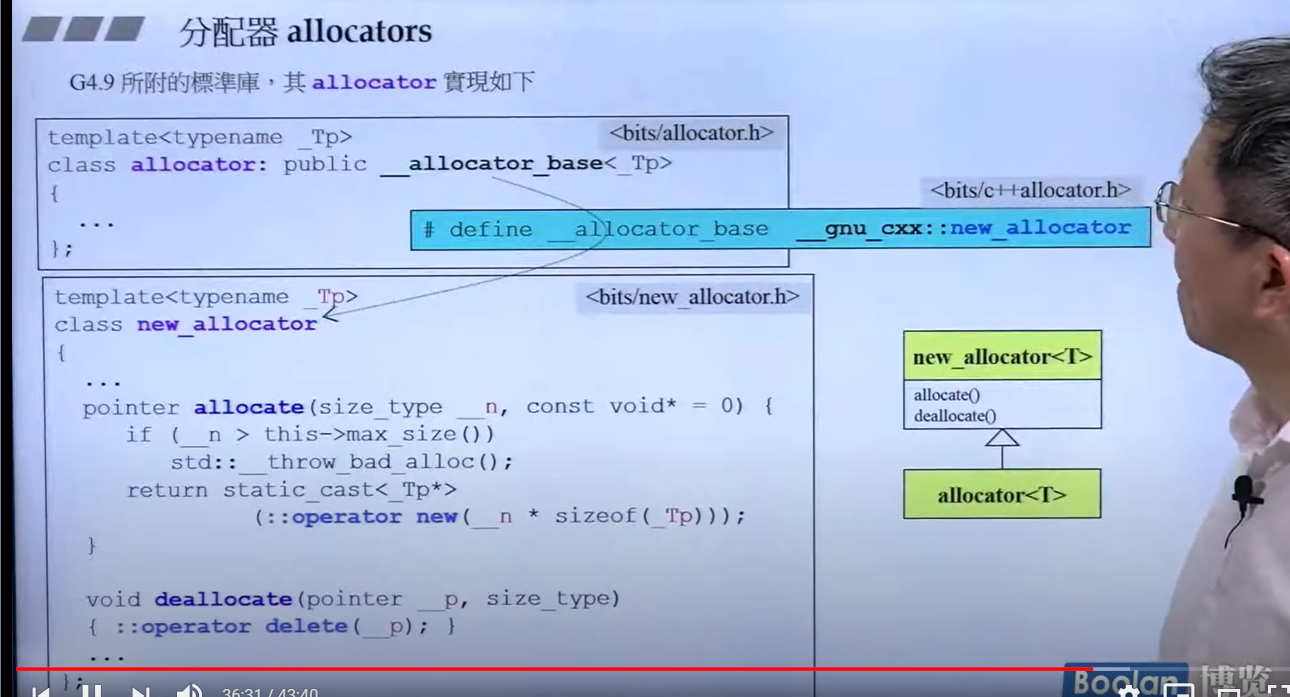 分配器 allocators
G4.9 所附的標準庫，其 allocator 實現如下
template<typename _Tp>
<bits/allocator.h>
class allocator: public __allocator_base<_Tp>
{
...
};
<bits/c++allocator.h>
# define __allocator_base __gnu_cxx::new_allocator
template<typename _Tp>
<bits/new_allocator.h>
class new_allocator
{
...
pointer allocate(size_type __n, const void* = 0) {
if (__n > this->max_size())
std::__throw_bad_alloc();
return static_cast<_Tp*>
(::operator new(__n * sizeof(_Tp)));
}
void deallocate(pointer __p, size_type)
{ ::operator delete(__p); }
...
};
new_allocator<T>
allocate()
deallocate()
allocator<T>
36:31 / 43:40
Boolan 博览